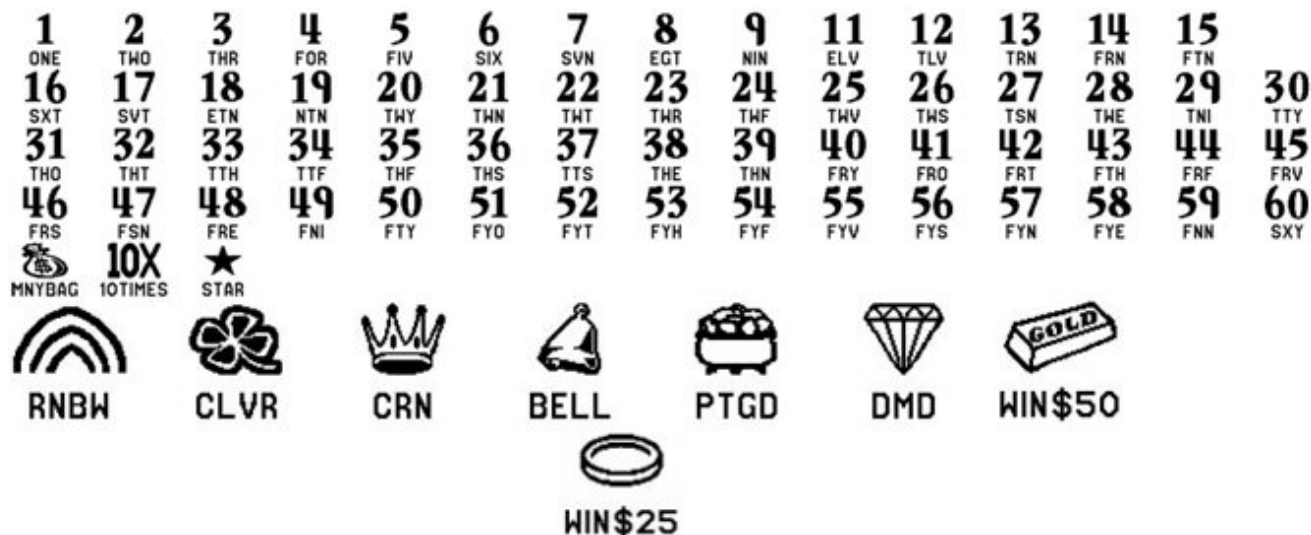 1 2 3 4 5 6 7 8 9 11 12 13 14 15
ONE TWO THR FOR FIV SIX SVN EGT NIN ELV TLV TRN FRN FTN
16 17 18 19 20 21 22 23 24 25 26 27 28 29 30
SXT SVT ETN NTN TWY TWN TWT TWR TWF TWV TWS TSN TWE TNI TTY
31 32 33 34 35 36 37 38 39 40 41 42 43 44 45
THO THT TTH TTF THF THS TTS THE THN FRY FRO FRT FTH FRF FRV
46 47 48 49 50 51 52 53 54 55 56 57 58 59 60
FRS FSN FRE FNI FTY FYO FYT FYH FYF FYV FYS FYN FYE FNN SXY
$ 10X
MNYBAG 10TIMES STAR
GOLD
RNBW CLVR CRN BELL PTGD DMD WIN$50
WIN$25